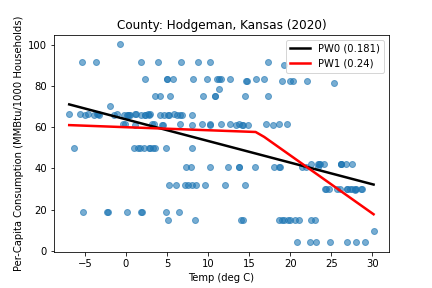 County: Hodgeman, Kansas (2020)
PW0 (0.181)
PW1 (0.24)
Per-Capita Consumption (MMBtu/1000 Households)
100
80
60
40
20
0
−5
0
5
10
15
20
25
30
Temp (deg C)